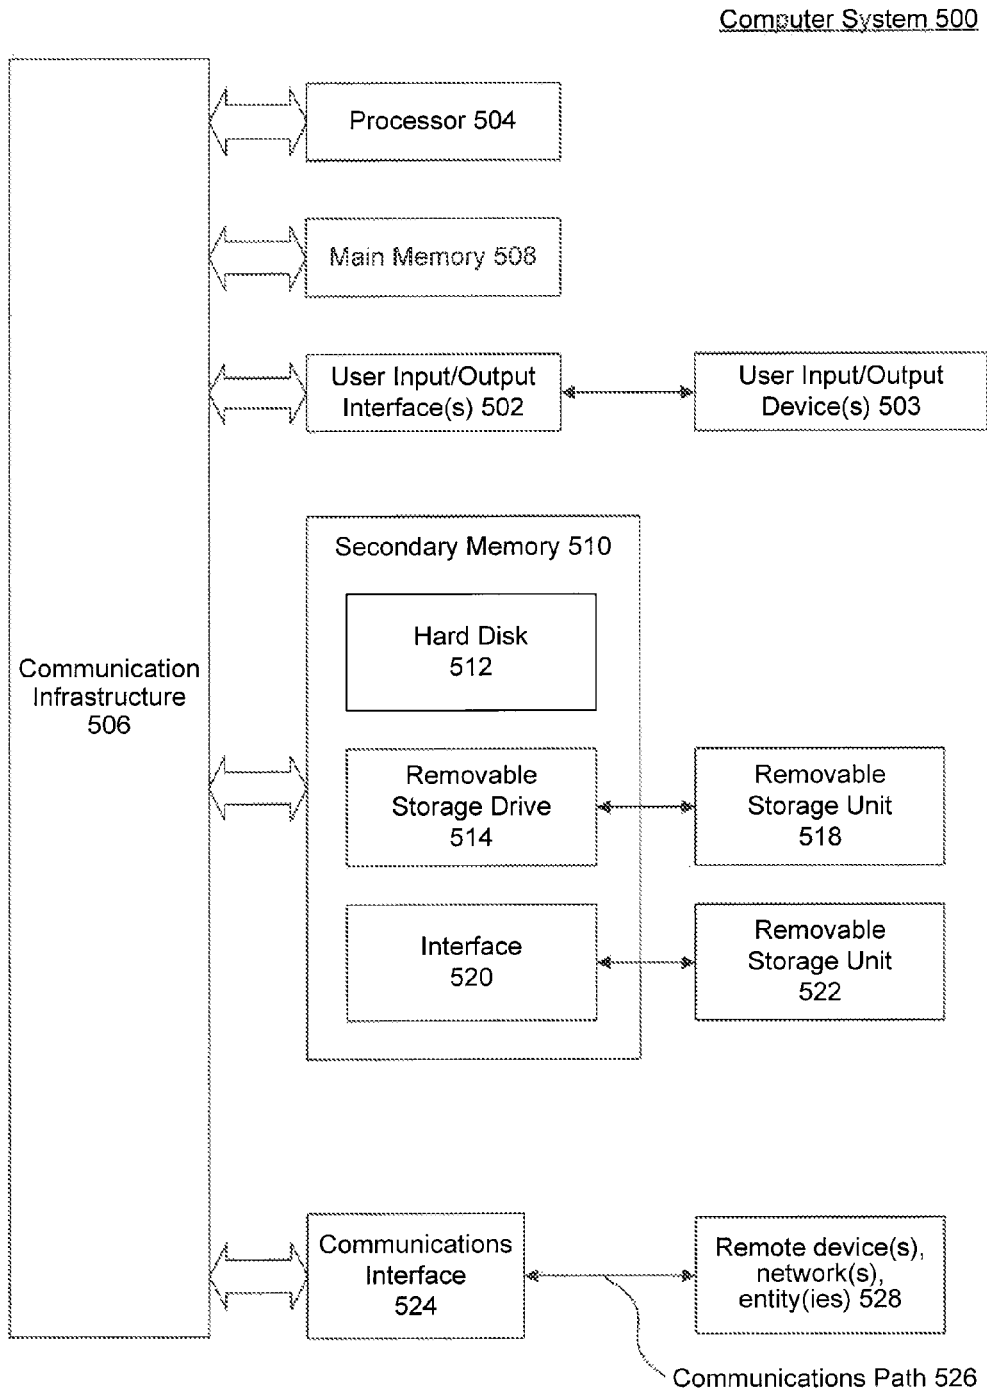 Computer System 500
Processor 504
Main Memory 508
User Input/Output
Interface(s) 502
User Input/Output
Device(s) 503
Secondary Memory 510
Hard Disk
512
Communication
Infrastructure
506
Removable
Storage Drive
514
Removable
Storage Unit
518
Interface
520
Removable
Storage Unit
522
Communications
Interface
524
Remote device(s),
network(s),
entity(ies) 528
Communications Path 526